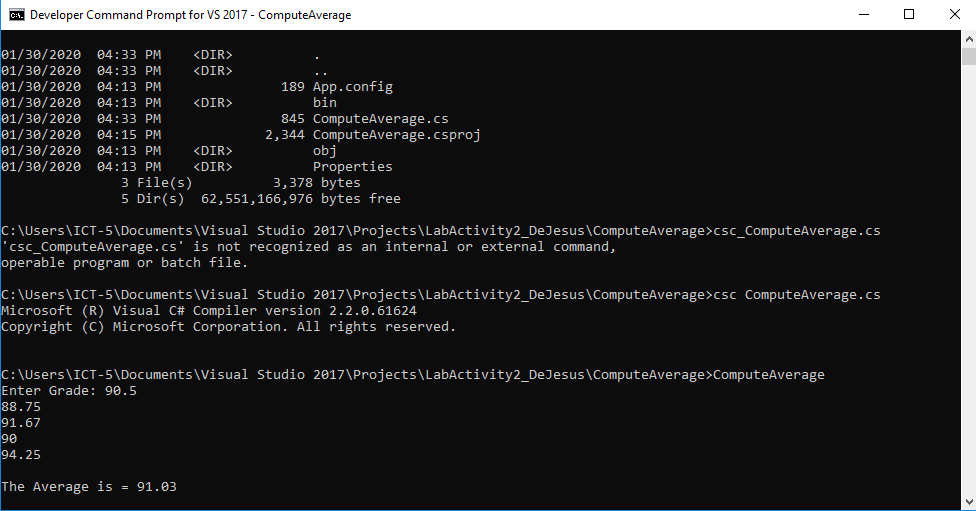 Developer Command Prompt for VS 2017 - ComputeAverage
01/30/2020  04:33 PM    <DIR>          .
01/30/2020  04:33 PM    <DIR>          ..
01/30/2020  04:13 PM               189 App.config
01/30/2020  04:13 PM    <DIR>          bin
01/30/2020  04:33 PM               845 ComputeAverage.cs
01/30/2020  04:15 PM             2,344 ComputeAverage.csproj
01/30/2020  04:13 PM    <DIR>          obj
01/30/2020  04:13 PM    <DIR>          Properties
               3 File(s)          3,378 bytes
               5 Dir(s)  62,551,166,976 bytes free
C:\Users\ICT-5\Documents\Visual Studio 2017\Projects\LabActivity2_DeJesus\ComputeAverage>csc_ComputeAverage.cs
'csc_ComputeAverage.cs' is not recognized as an internal or external command,
operable program or batch file.
C:\Users\ICT-5\Documents\Visual Studio 2017\Projects\LabActivity2_DeJesus\ComputeAverage>csc ComputeAverage.cs
Microsoft (R) Visual C# Compiler version 2.2.0.61624
Copyright (C) Microsoft Corporation. All rights reserved.
C:\Users\ICT-5\Documents\Visual Studio 2017\Projects\LabActivity2_DeJesus\ComputeAverage>ComputeAverage
Enter Grade: 90.5
88.75
91.67
90
94.25
The Average is = 91.03